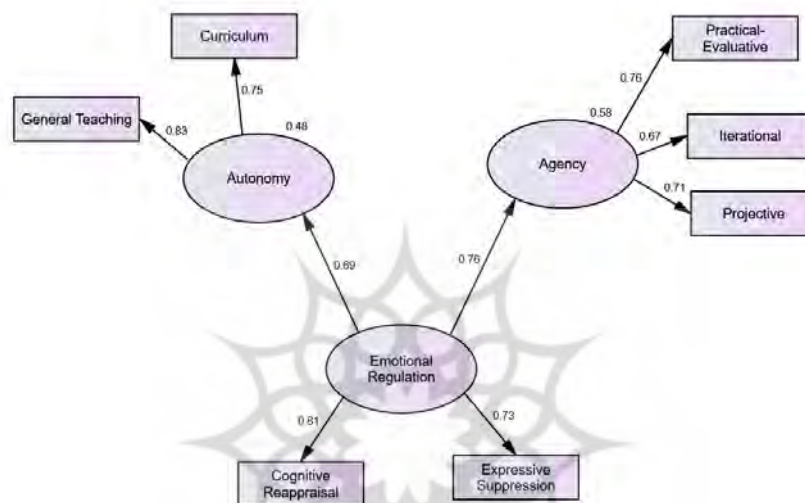 Curriculum
Practical-
Evaluative
0.75
0.76
General Teaching
0.83
0.48
0.58
0.67
Iterational
Autonomy
Agency
0.71
Projective
0.69
0.76
Emotional
Regulation
0.81
0.73
Cognitive
Reappraisal
Expressive
Suppression